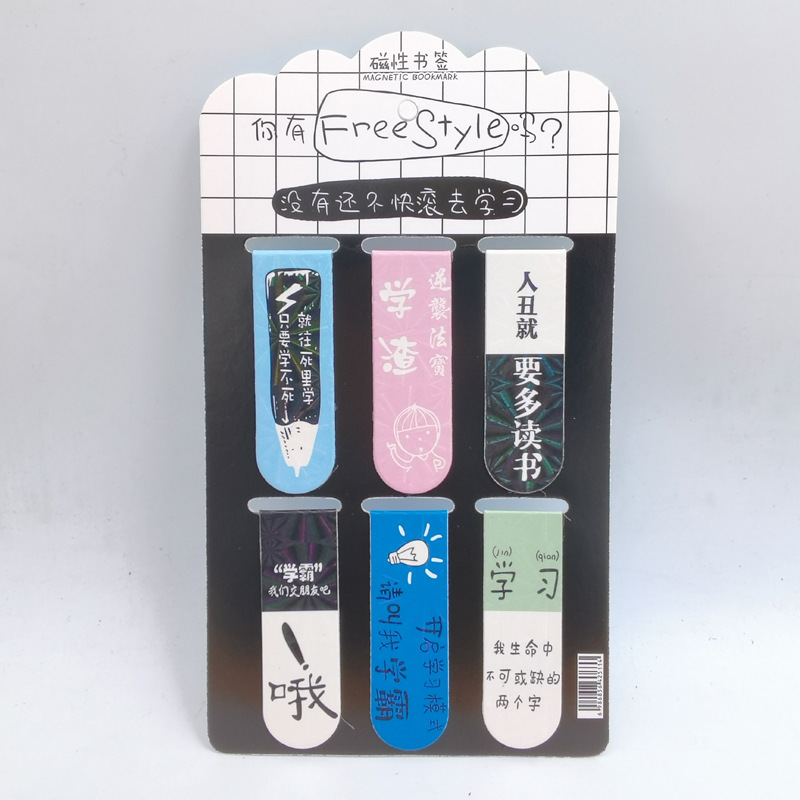 磁性书签
MAGNETIC BOOKMARK
你有FreeStyle吗?
没有还不快滚去学习
只要学不死
就往死里学
学渣
逆襲法寳
人丑就
要多读书
“学霸”
我们交朋友吧
!
哦
请叫我学霸
开启学习模式
(jin) (qian)
学 习
我生命中
不可或缺的
两个字